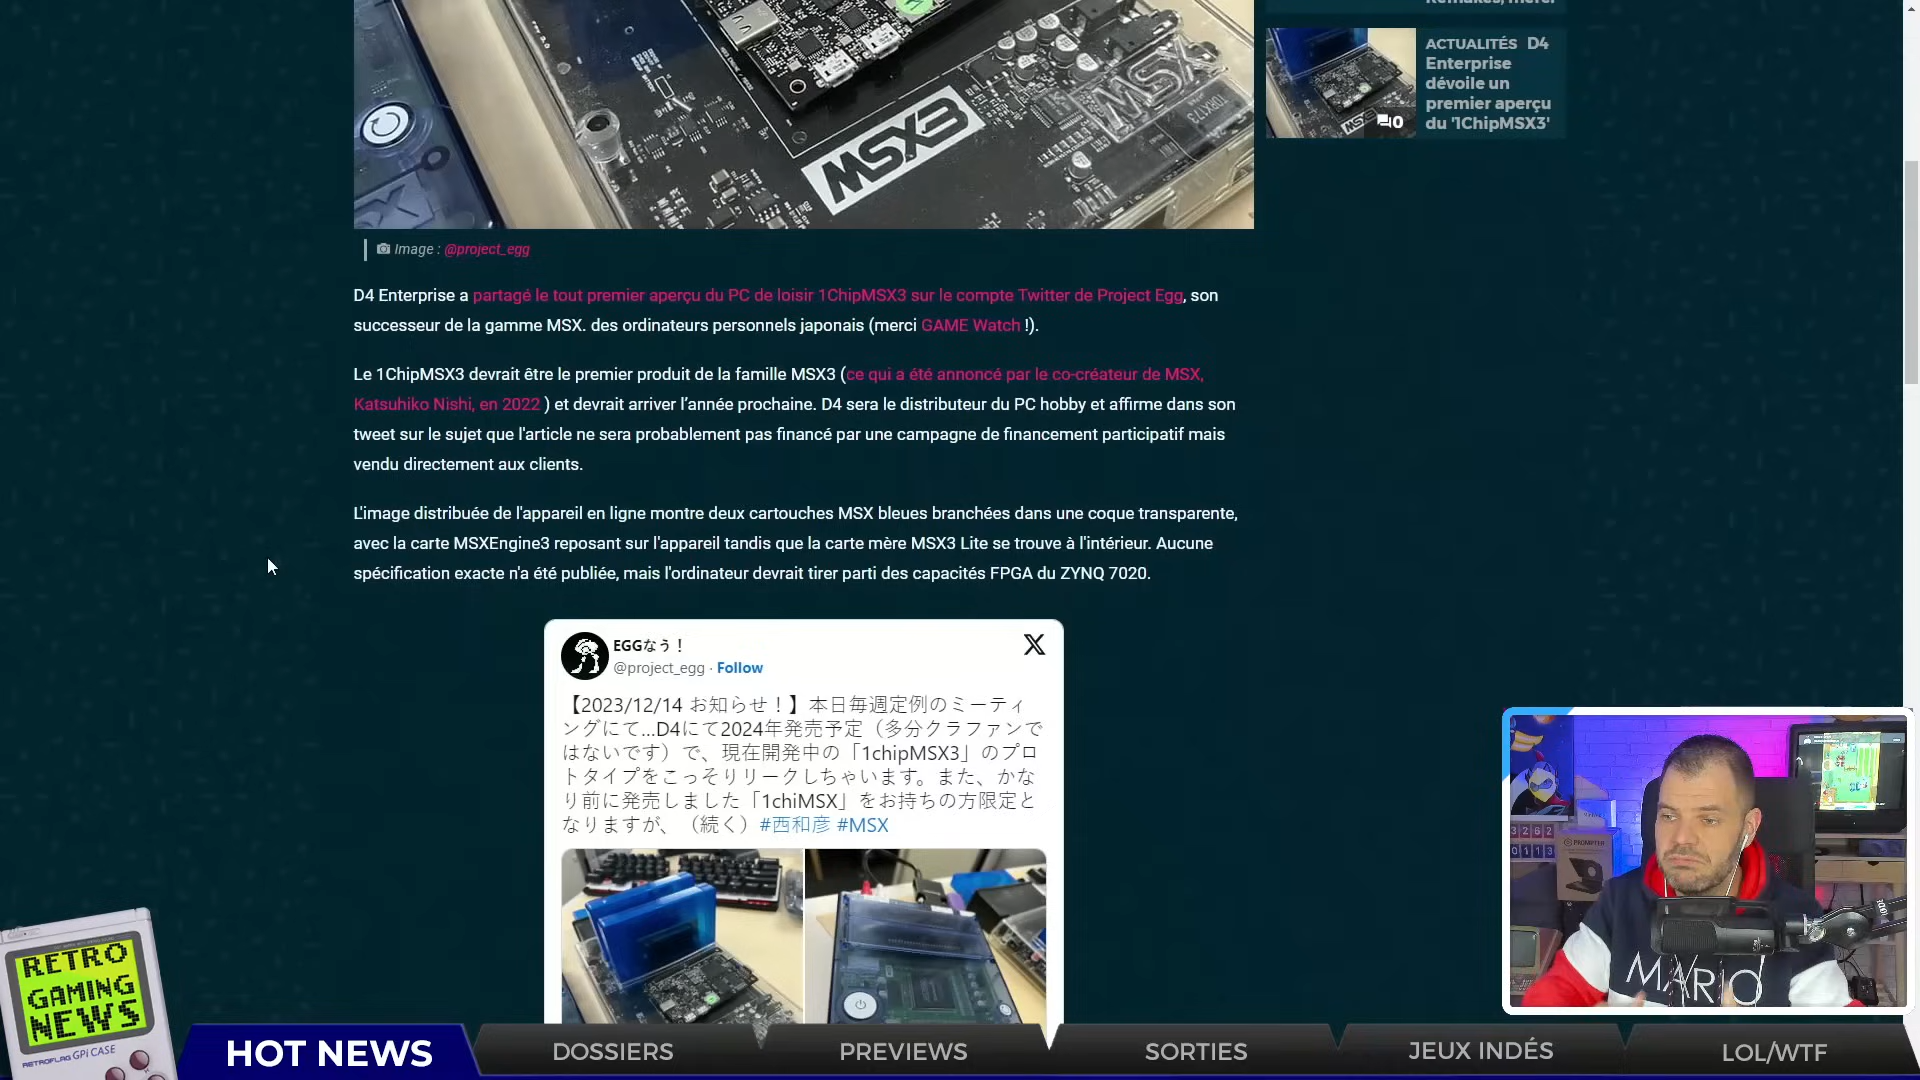 ACTUALITÉS D4
Enterprise
dévoile un
premier aperçu
du '1ChipMSX3'
0
MSX3
MSX
Image : @project_egg
D4 Enterprise a partagé le tout premier aperçu du PC de loisir 1ChipMSX3 sur le compte Twitter de Project Egg, son
successeur de la gamme MSX. des ordinateurs personnels japonais (merci GAME Watch !).
Le 1ChipMSX3 devrait être le premier produit de la famille MSX3 (ce qui a été annoncé par le co-créateur de MSX,
Katsuhiko Nishi, en 2022 ) et devrait arriver l’année prochaine. D4 sera le distributeur du PC hobby et affirme dans son
tweet sur le sujet que l'article ne sera probablement pas financé par une campagne de financement participatif mais
vendu directement aux clients.
L'image distribuée de l'appareil en ligne montre deux cartouches MSX bleues branchées dans une coque transparente,
avec la carte MSXEngine3 reposant sur l'appareil tandis que la carte mère MSX3 Lite se trouve à l'intérieur. Aucune
spécification exacte n'a été publiée, mais l'ordinateur devrait tirer parti des capacités FPGA du ZYNQ 7020.
EGGなう！
@project_egg · Follow
【2023/12/14 お知らせ！】本日毎週定例のミーティ
ングにて...D4にて2024年発売予定（多分クラファンで
はないです）で、現在開発中の「1chipMSX3」のプロ
トタイプをこっそりリークしちゃいます。また、かな
り前に発売しました「1chiMSX」をお持ちの方限定と
なりますが、（続く）#西和彦 #MSX
PROMPTER
MARIO
RETRO
GAMING
NEWS
RETROFLAG GPi CASE
HOT NEWS
DOSSIERS
PREVIEWS
SORTIES
JEUX INDÉS
LOL/WTF